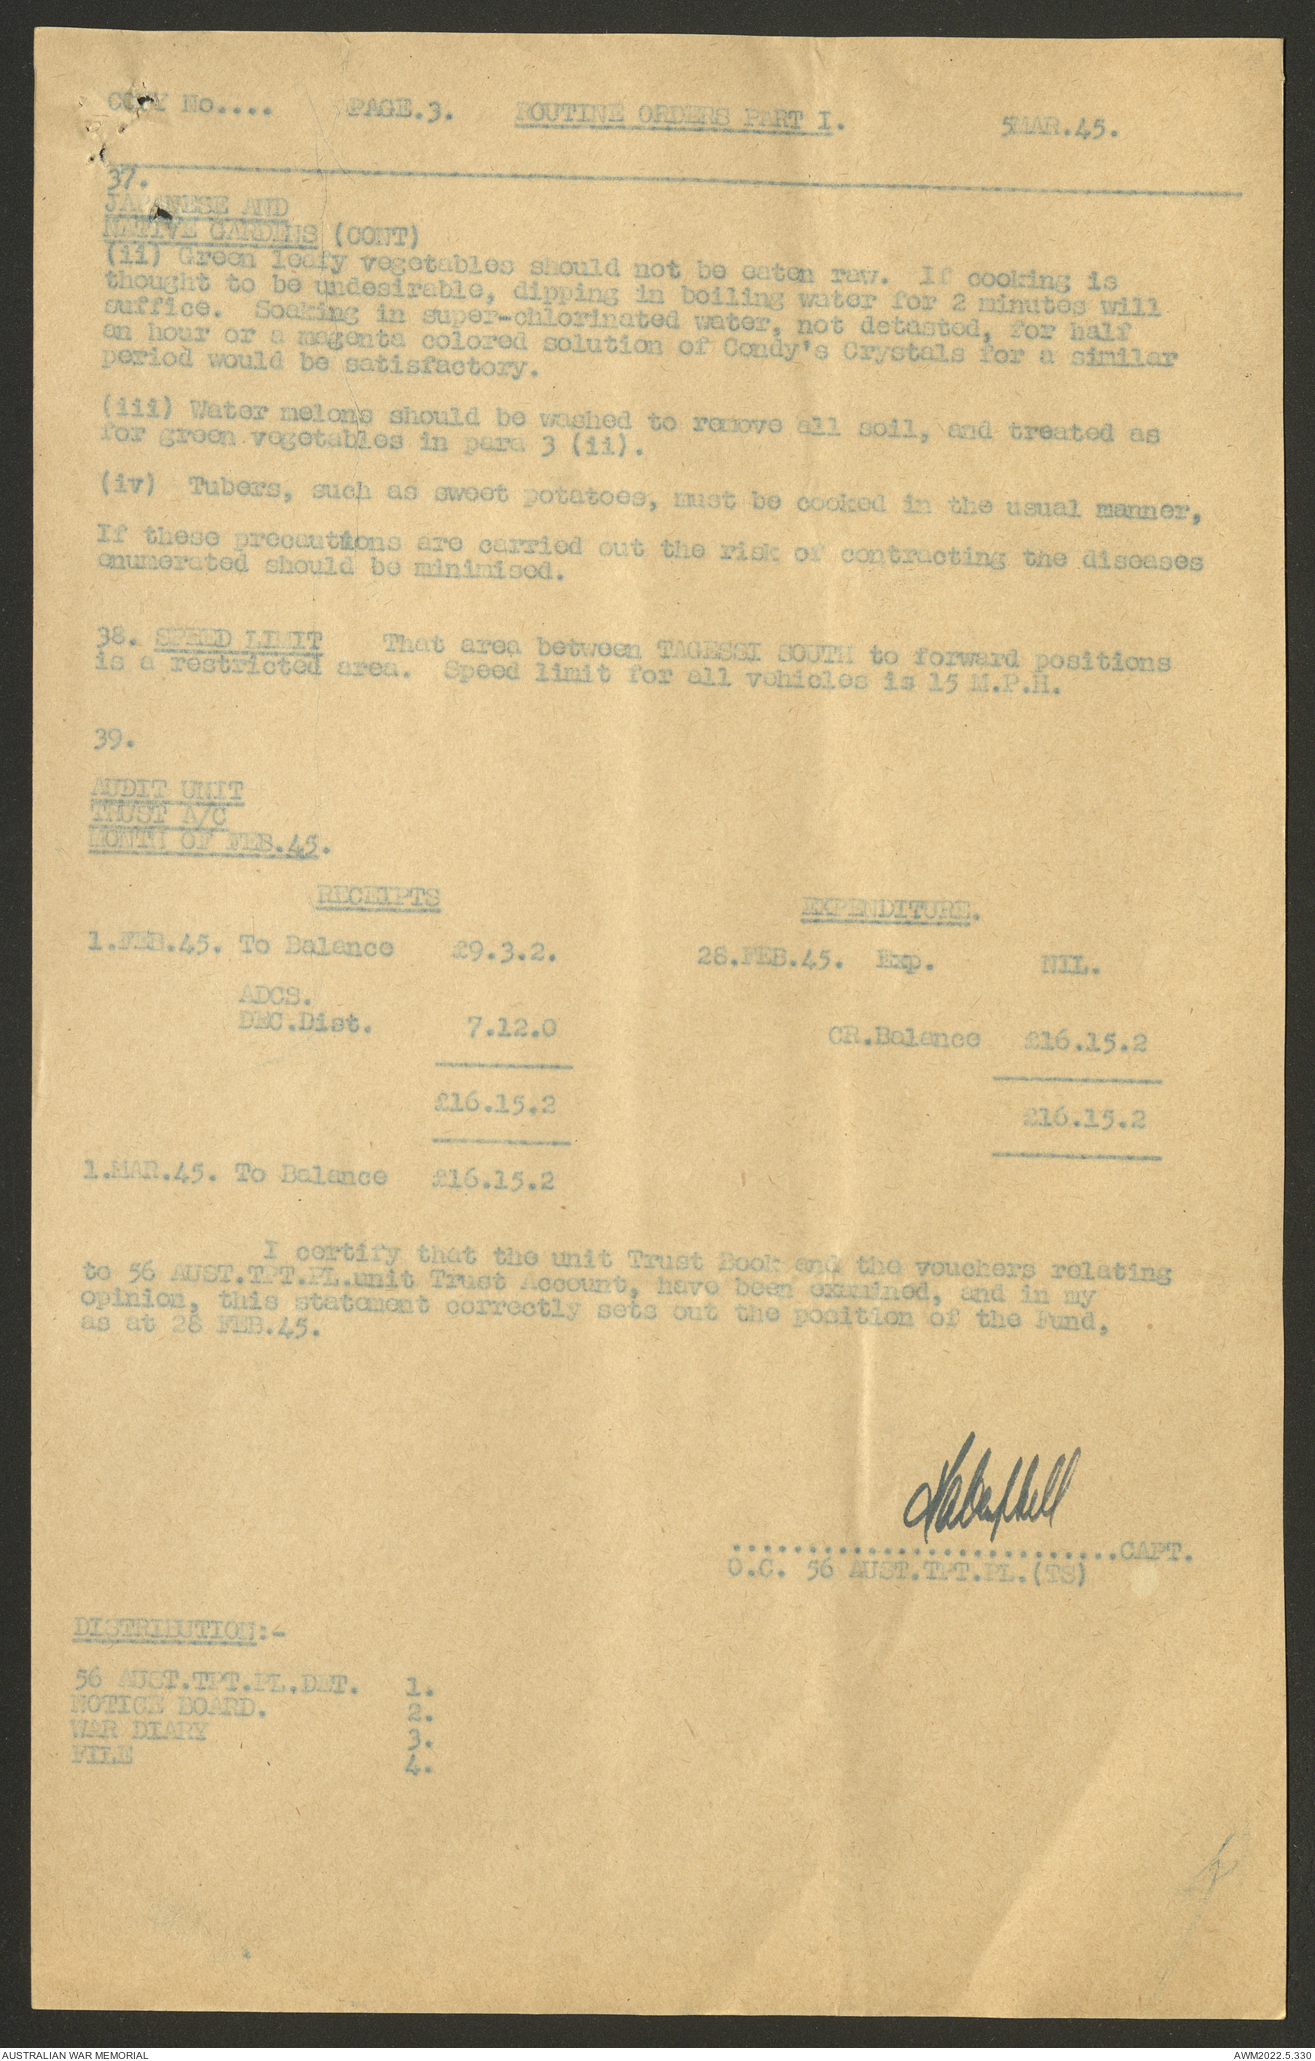 COPY No.... PAGE.3. ROUTINE ORDERS PART I. 5MAR.45.
37.
JAPANESE AND
NATIVE GARDENS (CONT)
(ii) Green leafy vegetables should not be eaten raw. If cooking is
thought to be undesirable, dipping in boiling water for 2 minutes will
suffice. Soaking in super-chlorinated water, not detasted, for half
an hour or a magenta colored solution of Condy's Crystals for a similar
period would be satisfactory.
(iii) Water melons should be washed to remove all soil, and treated as
for green vegetables in para 3 (ii).
(iv) Tubers, such as sweet potatoes, must be cooked in the usual manner,
If these precautions are carried out the risk of contracting the diseases
enumerated should be minimised.
38. SPEED LIMIT That area between TAGESSI SOUTH to forward positions
is a restricted area. Speed limit for all vehicles is 15 M.P.H.
39.
AUDIT UNIT
TRUST A/C
MONTH OF FEB.45.
RECEIPTS EXPENDITURE.
1.FEB.45. To Balance £9.3.2. 28.FEB.45. Exp. NIL.
ADCS.
DEC.Dist. 7.12.0 CR.Balance £16.15.2
£16.15.2 £16.15.2
1.MAR.45. To Balance £16.15.2
I certify that the unit Trust Book and the vouchers relating
to 56 AUST.TPT.PL.unit Trust Account, have been examined, and in my
opinion, this statement correctly sets out the position of the Fund,
as at 28 FEB.45.
...........................CAPT.
O.C. 56 AUST.TPT.PL.(TS)
DISTRIBUTION:-
56 AUST.TPT.PL.DET. 1.
NOTICE BOARD. 2.
WAR DIARY 3.
FILE 4.
AUSTRALIAN WAR MEMORIAL AWM2022.5.330